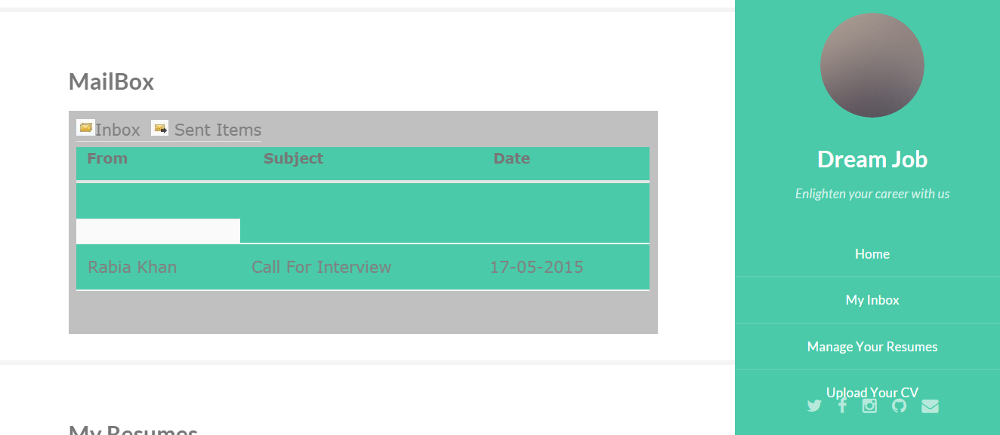 MailBox
Inbox Sent Items
From Subject Date
Rabia Khan Call For Interview 17-05-2015
My Resumes
Dream Job
Enlighten your career with us
Home
My Inbox
Manage Your Resumes
Upload Your CV